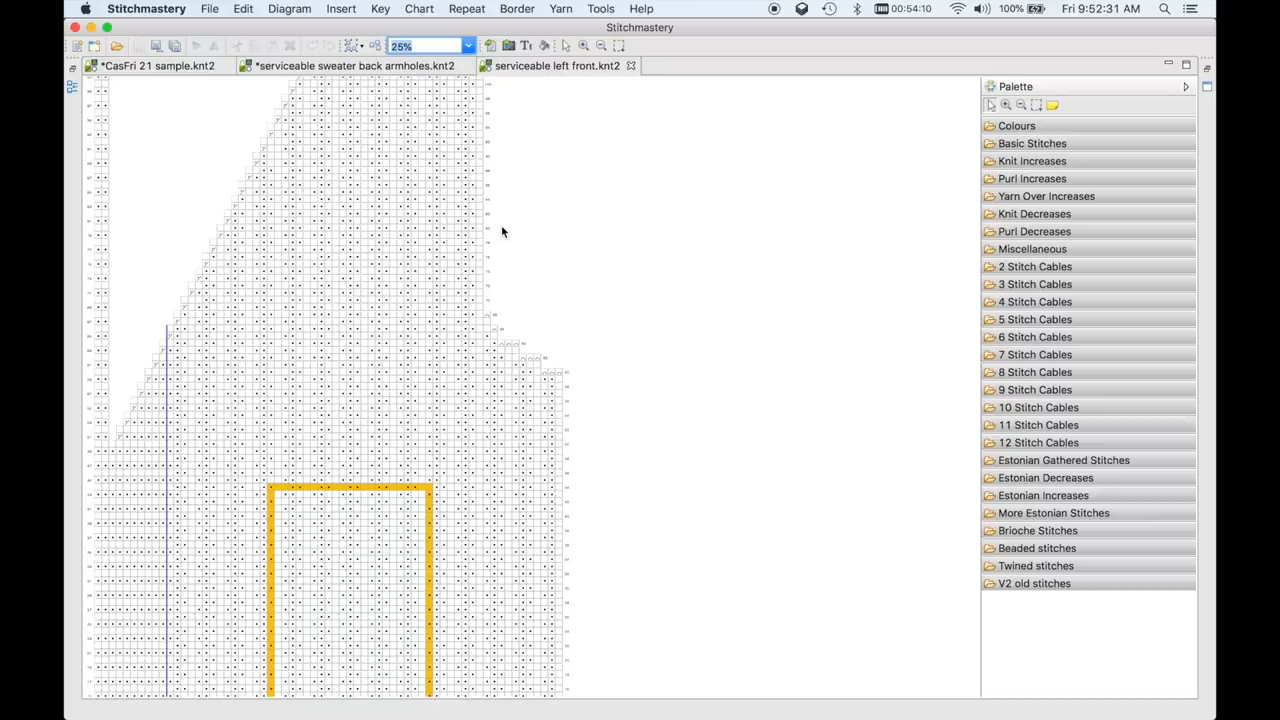 Stitchmastery File Edit Diagram Insert Key Chart Repeat Border Yarn Tools Help 00:54:10 100% Fri 9:52:31 AM
Stitchmastery
25%
*CasFri 21 sample.knt2 *serviceable sweater back armholes.knt2 serviceable left front.knt2
Palette
Colours
Basic Stitches
Knit Increases
Purl Increases
Yarn Over Increases
Knit Decreases
Purl Decreases
Miscellaneous
2 Stitch Cables
3 Stitch Cables
4 Stitch Cables
5 Stitch Cables
6 Stitch Cables
7 Stitch Cables
8 Stitch Cables
9 Stitch Cables
10 Stitch Cables
11 Stitch Cables
12 Stitch Cables
Estonian Gathered Stitches
Estonian Decreases
Estonian Increases
More Estonian Stitches
Brioche Stitches
Beaded stitches
Twined stitches
V2 old stitches